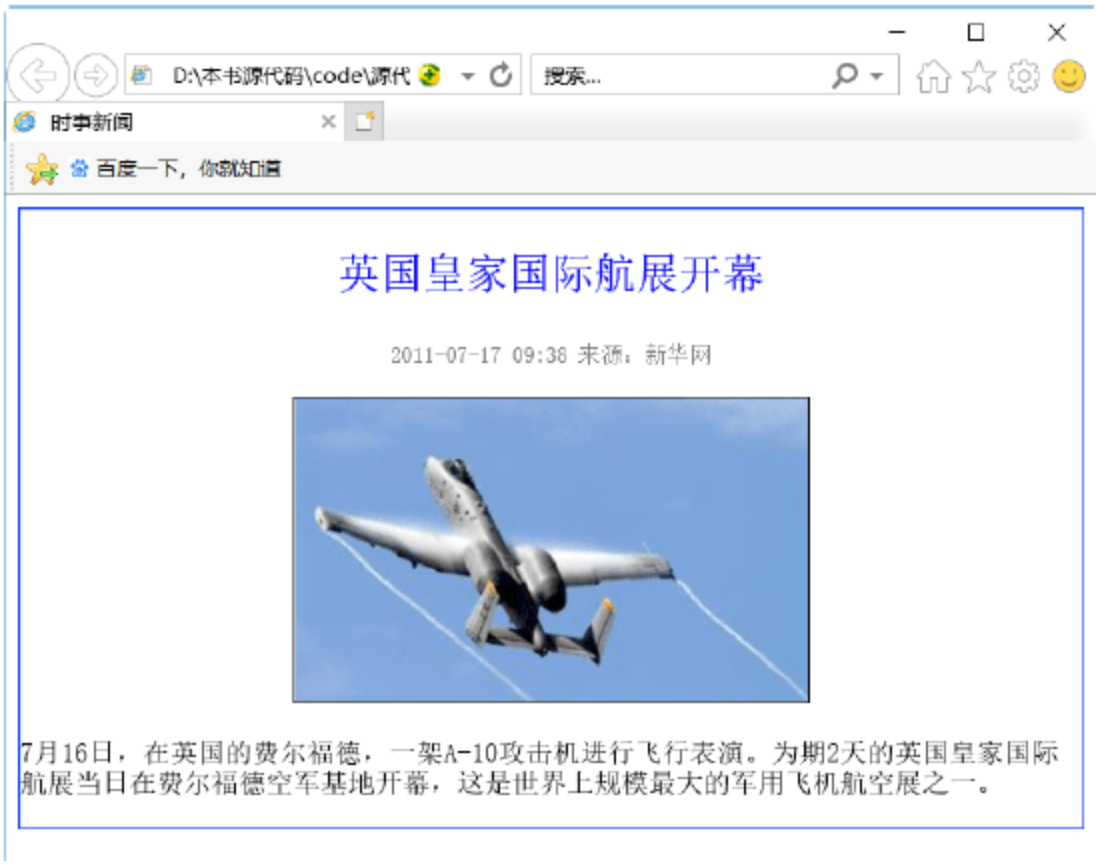 D:\本书源代码\code\源代
搜索...
时事新闻
百度一下，你就知道
英国皇家国际航展开幕
2011-07-17 09:38 来源：新华网
7月16日，在英国的费尔福德，一架A-10攻击机进行飞行表演。为期2天的英国皇家国际
航展当日在费尔福德空军基地开幕，这是世界上规模最大的军用飞机航空展之一。